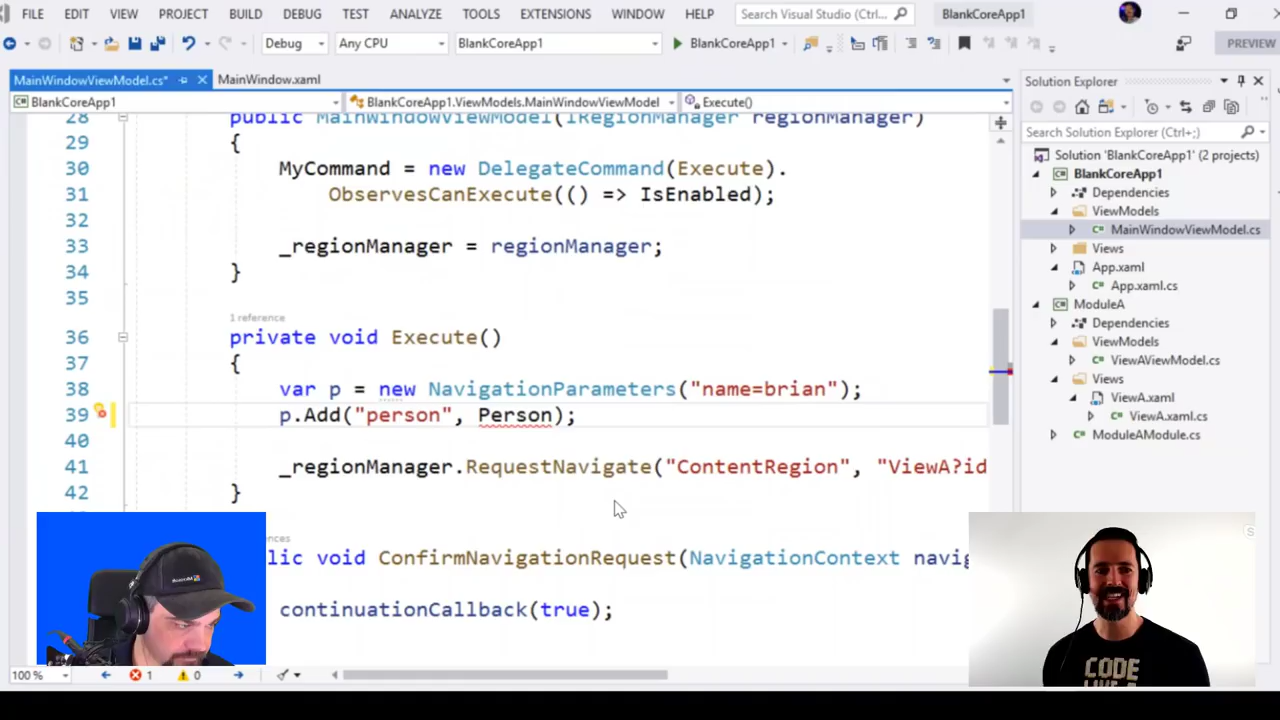 FILE EDIT VIEW PROJECT BUILD DEBUG TEST ANALYZE TOOLS EXTENSIONS WINDOW HELP Search Visual Studio (Ctrl+... BlankCoreApp1
Debug Any CPU BlankCoreApp1 BlankCoreApp1 PREVIEW
MainWindowViewModel.cs* MainWindow.xaml
BlankCoreApp1 BlankCoreApp1.ViewModels.MainWindowViewModel Execute()
28 public MainWindowViewModel(IRegionManager regionManager)
29 {
30 MyCommand = new DelegateCommand(Execute).
31 ObservesCanExecute(() => IsEnabled);
32
33 _regionManager = regionManager;
34 }
35
1 reference
36 private void Execute()
37 {
38 var p = new NavigationParameters("name=brian");
39 p.Add("person", Person);
40
41 _regionManager.RequestNavigate("ContentRegion", "ViewA?id
42 }
ences
lic void ConfirmNavigationRequest(NavigationContext navig
continuationCallback(true);
100 % 1 0
Solution Explorer
Search Solution Explorer (Ctrl+;)
Solution 'BlankCoreApp1' (2 projects)
BlankCoreApp1
Dependencies
ViewModels
MainWindowViewModel.cs
Views
App.xaml
App.xaml.cs
ModuleA
Dependencies
ViewModels
ViewAViewModel.cs
Views
ViewA.xaml
ViewA.xaml.cs
ModuleAModule.cs
CODE